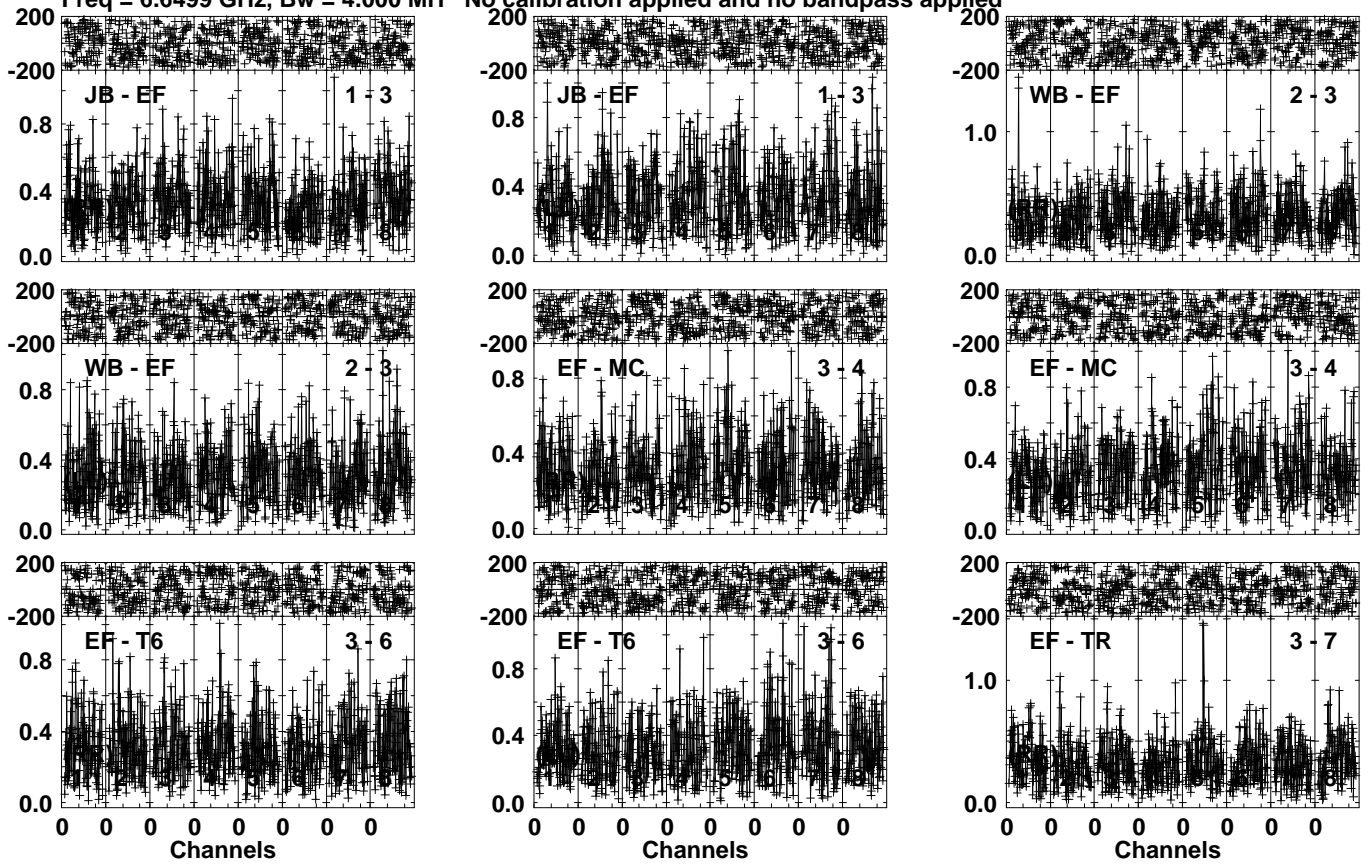 Freq = 6.6499 GHz, Bw = 4.000 MH No calibration applied and no bandpass applied
200 200 200
-200 -200 -200
JB - EF 1 - 3 JB - EF 1 - 3 WB - EF 2 - 3
0.8 0.8 1.0
0.4 0.4
0.0 0.0 0.0
200 200 200
-200 -200 -200
WB - EF 2 - 3 EF - MC 3 - 4 EF - MC 3 - 4
0.8 0.8 0.8
0.4 0.4 0.4
0.0 0.0 0.0
200 200 200
-200 -200 -200
EF - T6 3 - 6 EF - T6 3 - 6 EF - TR 3 - 7
0.8 0.8 1.0
0.4 0.4
0.0 0.0 0.0
0 0 0 0 0 0 0 0 0 0 0 0 0 0 0 0 0 0 0 0 0 0 0 0
Channels Channels Channels